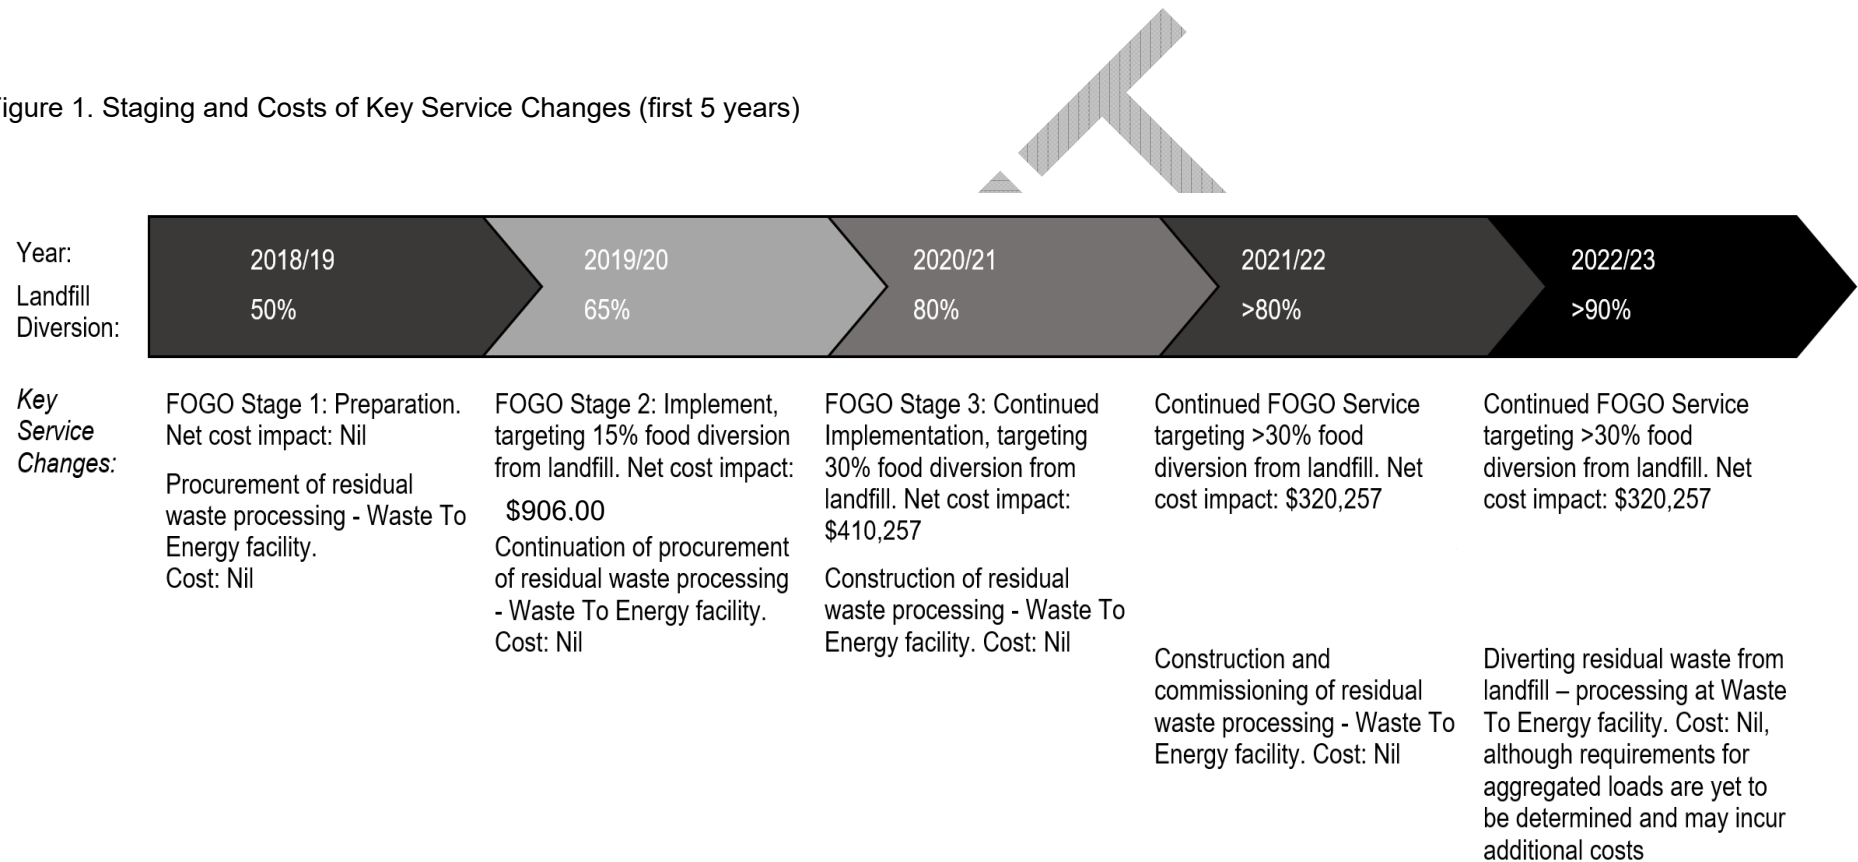 igure 1. Staging and Costs of Key Service Changes (first 5 years)
Year:
2018/19
2019/20
2020/21
2021/22
2022/23
Landfill
Diversion:
50%
65%
80%
>80%
>90%
Key
Service
Changes:
FOGO Stage 1: Preparation.
Net cost impact: Nil
Procurement of residual
waste processing - Waste To
Energy facility.
Cost: Nil
FOGO Stage 2: Implement,
targeting 15% food diversion
from landfill. Net cost impact:
$906.00
Continuation of procurement
of residual waste processing
- Waste To Energy facility.
Cost: Nil
FOGO Stage 3: Continued
Implementation, targeting
30% food diversion from
landfill. Net cost impact:
$410,257
Construction of residual
waste processing - Waste To
Energy facility. Cost: Nil
Continued FOGO Service
targeting >30% food
diversion from landfill. Net
cost impact: $320,257
Construction and
commissioning of residual
waste processing - Waste To
Energy facility. Cost: Nil
Continued FOGO Service
targeting >30% food
diversion from landfill. Net
cost impact: $320,257
Diverting residual waste from
landfill – processing at Waste
To Energy facility. Cost: Nil,
although requirements for
aggregated loads are yet to
be determined and may incur
additional costs